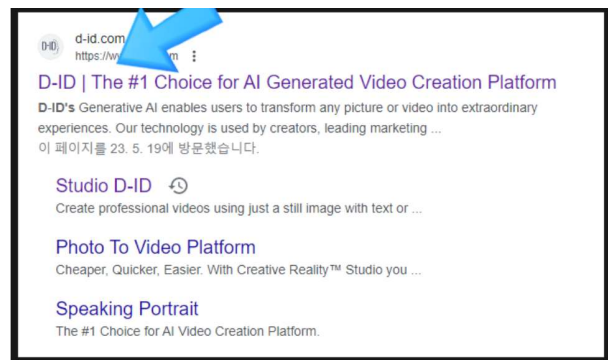 D-ID
d-id.com
https://w m
D-ID | The #1 Choice for AI Generated Video Creation Platform
D-ID's Generative AI enables users to transform any picture or video into extraordinary
experiences. Our technology is used by creators, leading marketing ...
이 페이지를 23. 5. 19에 방문했습니다.
Studio D-ID
Create professional videos using just a still image with text or ...
Photo To Video Platform
Cheaper, Quicker, Easier. With Creative Reality™ Studio you ...
Speaking Portrait
The #1 Choice for AI Video Creation Platform.